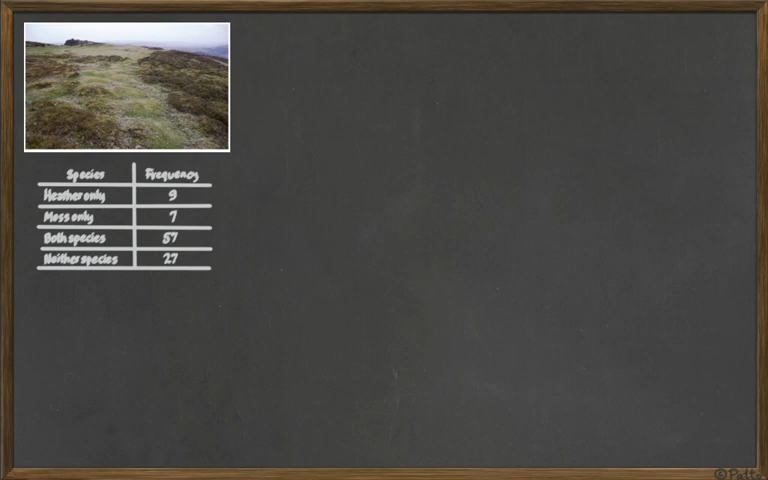 Species Frequency
Heather only 9
Moss only 7
Both species 57
Neither species 27